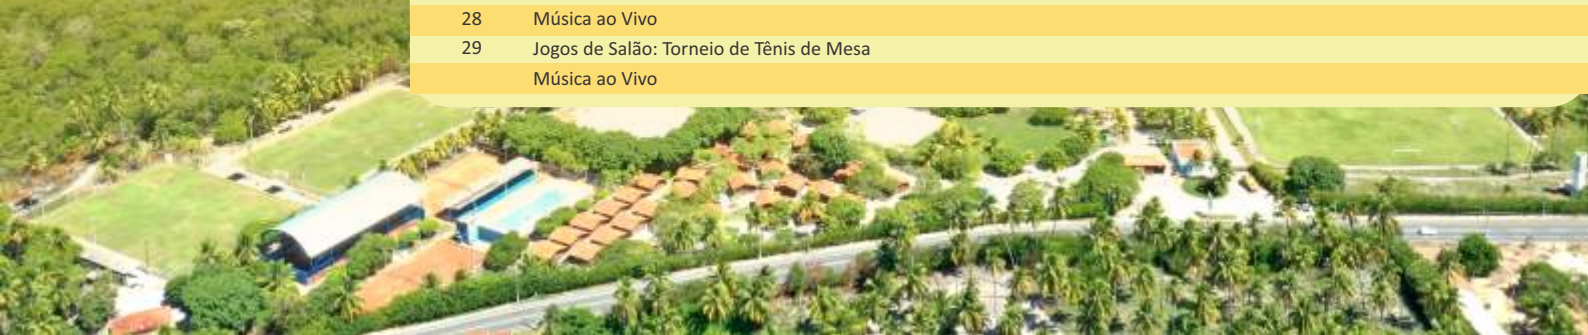 28 Música ao Vivo
29 Jogos de Salão: Torneio de Tênis de Mesa
Música ao Vivo